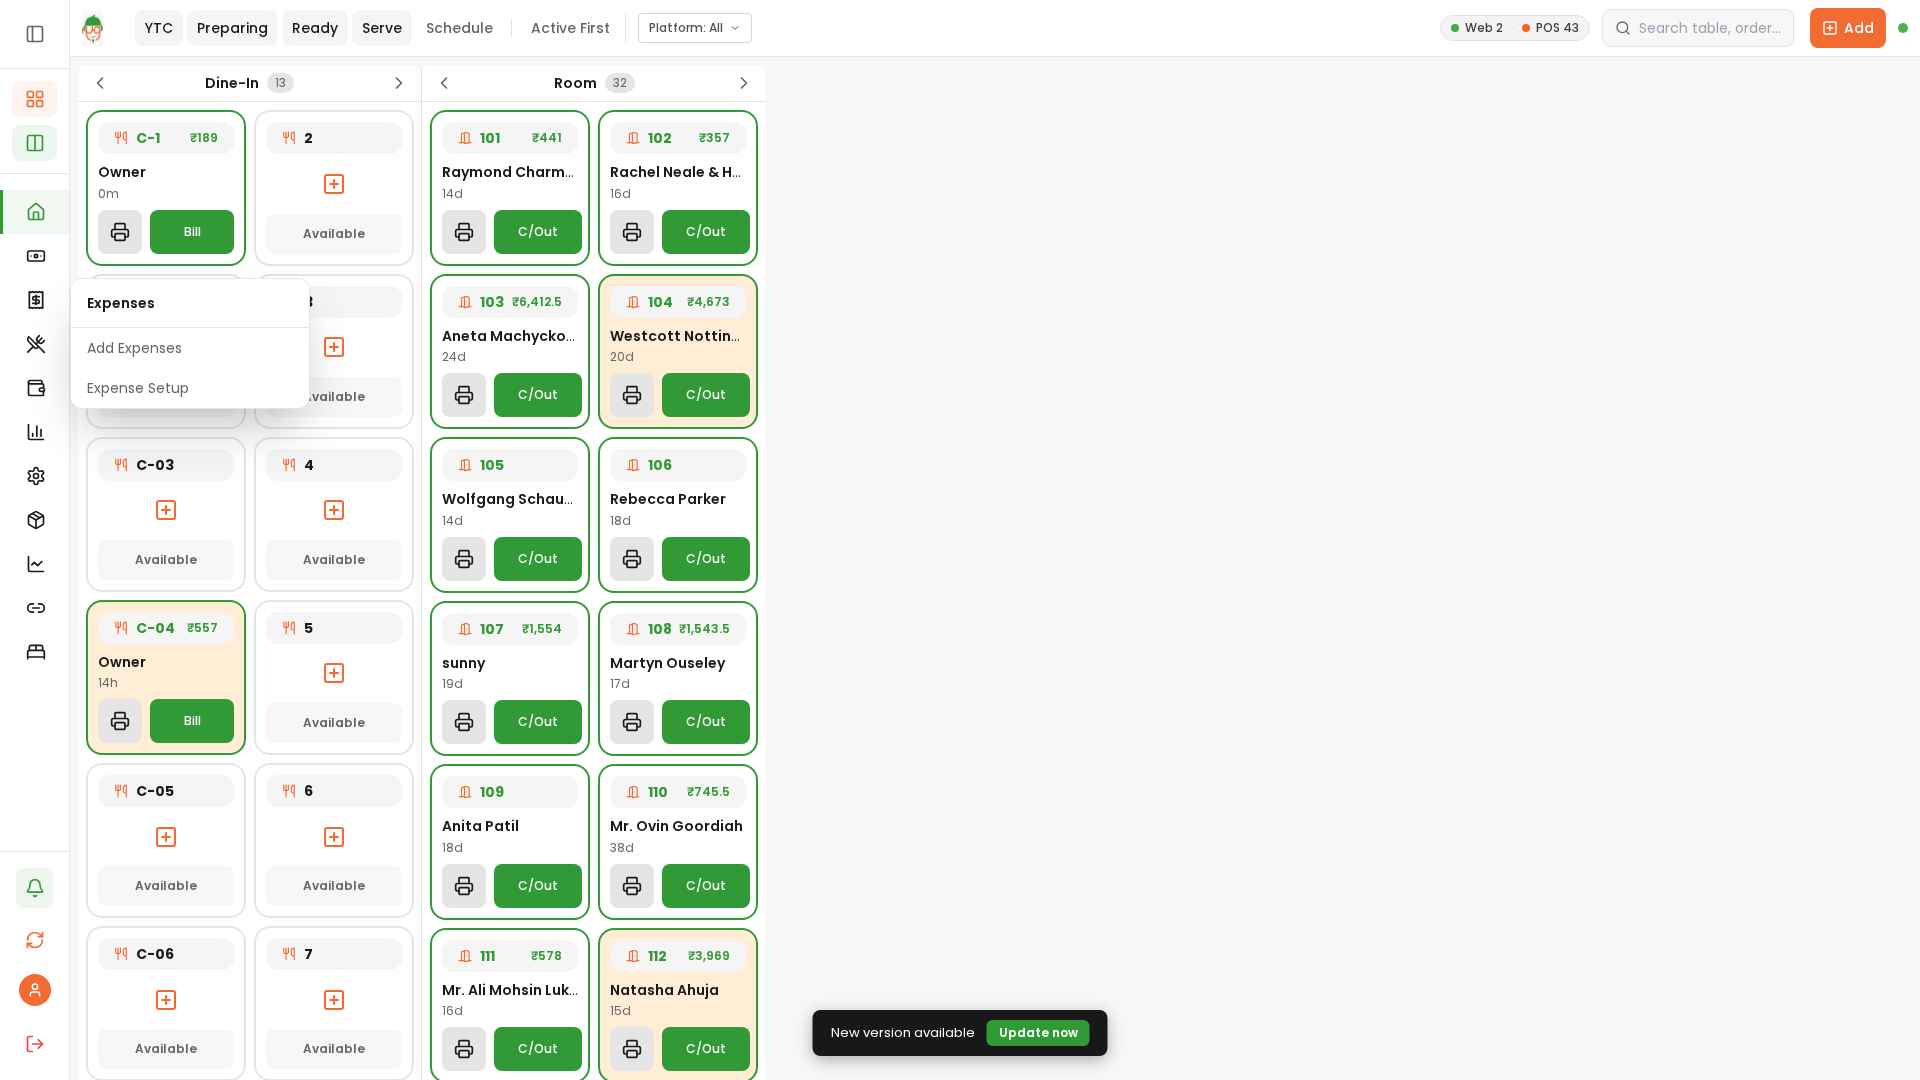 YTC
Preparing
Ready
Serve
Schedule
Active First
Platform: All
Web 2
POS 43
Search table, order...
Add
Dine-In 13
Room 32
C-1 ₹189
Owner
0m
Bill
2
Available
101 ₹441
Raymond Charm...
14d
C/Out
102 ₹357
Rachel Neale & H...
16d
C/Out
Expenses
Add Expenses
Expense Setup
103 ₹6,412.5
Aneta Machycko...
24d
C/Out
104 ₹4,673
Westcott Nottin...
20d
C/Out
C-03
Available
4
Available
105
Wolfgang Schau...
14d
C/Out
106
Rebecca Parker
18d
C/Out
C-04 ₹557
Owner
14h
Bill
5
Available
107 ₹1,554
sunny
19d
C/Out
108 ₹1,543.5
Martyn Ouseley
17d
C/Out
C-05
Available
6
Available
109
Anita Patil
18d
C/Out
110 ₹745.5
Mr. Ovin Goordiah
38d
C/Out
C-06
Available
7
Available
111 ₹578
Mr. Ali Mohsin Luk...
16d
C/Out
112 ₹3,969
Natasha Ahuja
15d
C/Out
New version available
Update now